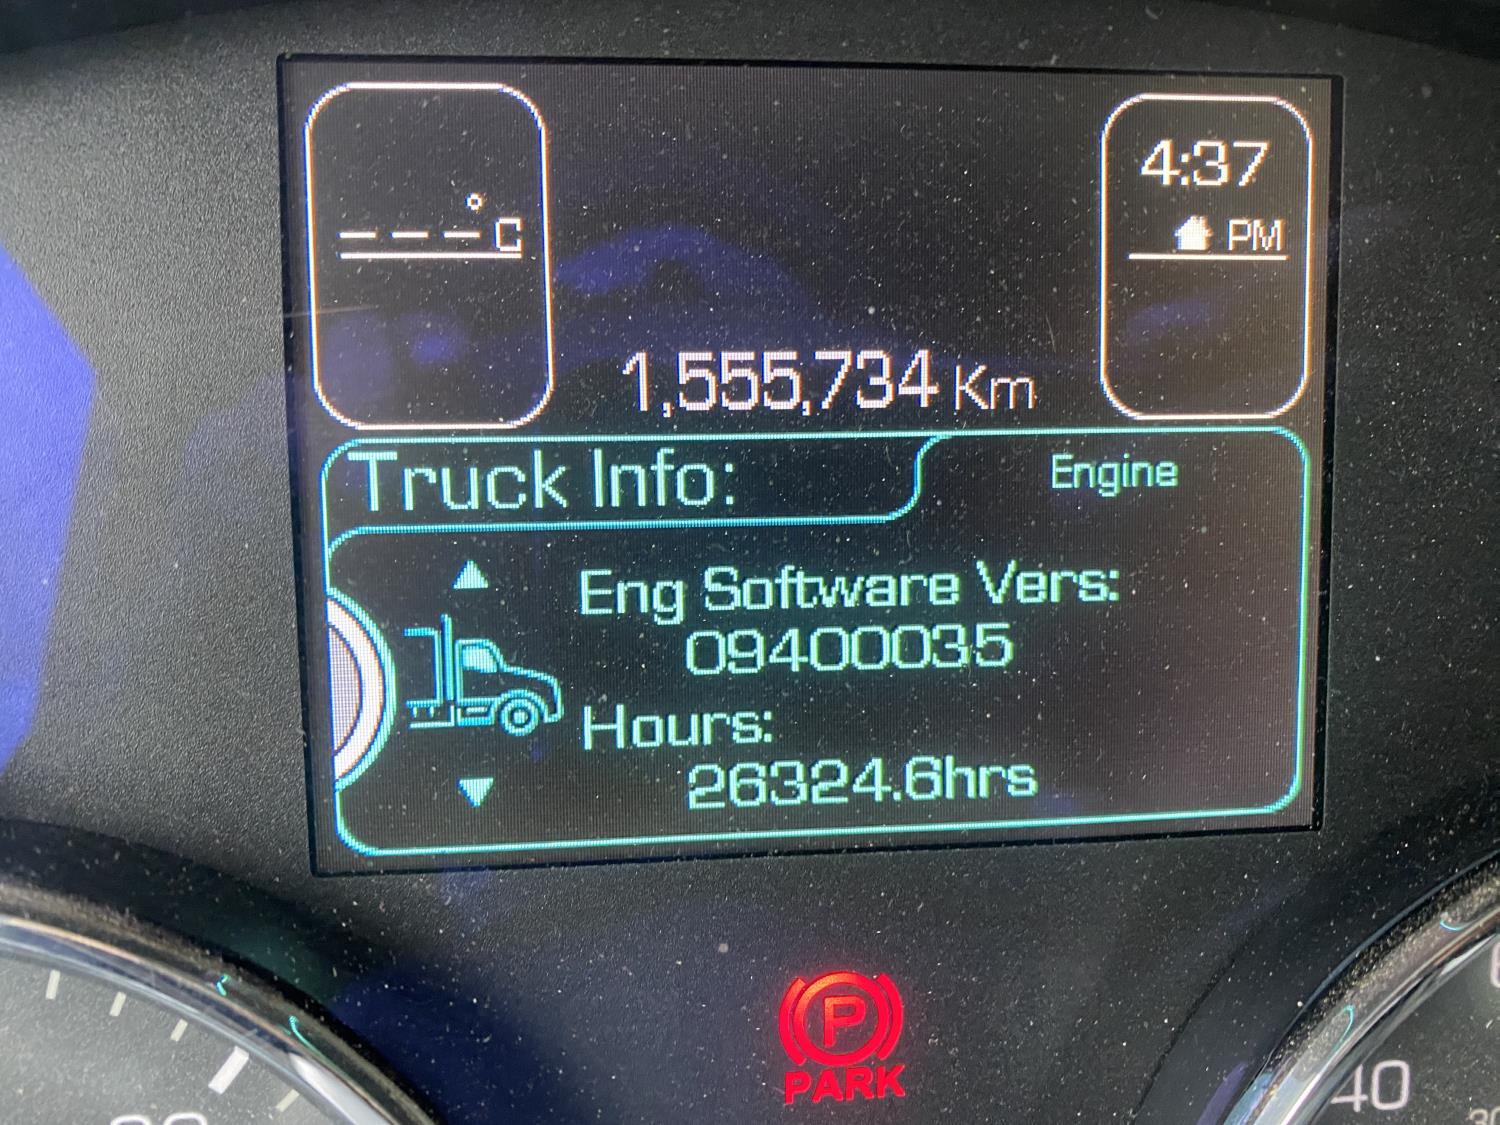 ---°C
4:37
PM
1,555,734 Km
Truck Info:
Engine
Eng Software Vers:
09400035
Hours:
26324.6hrs
P
PARK
40